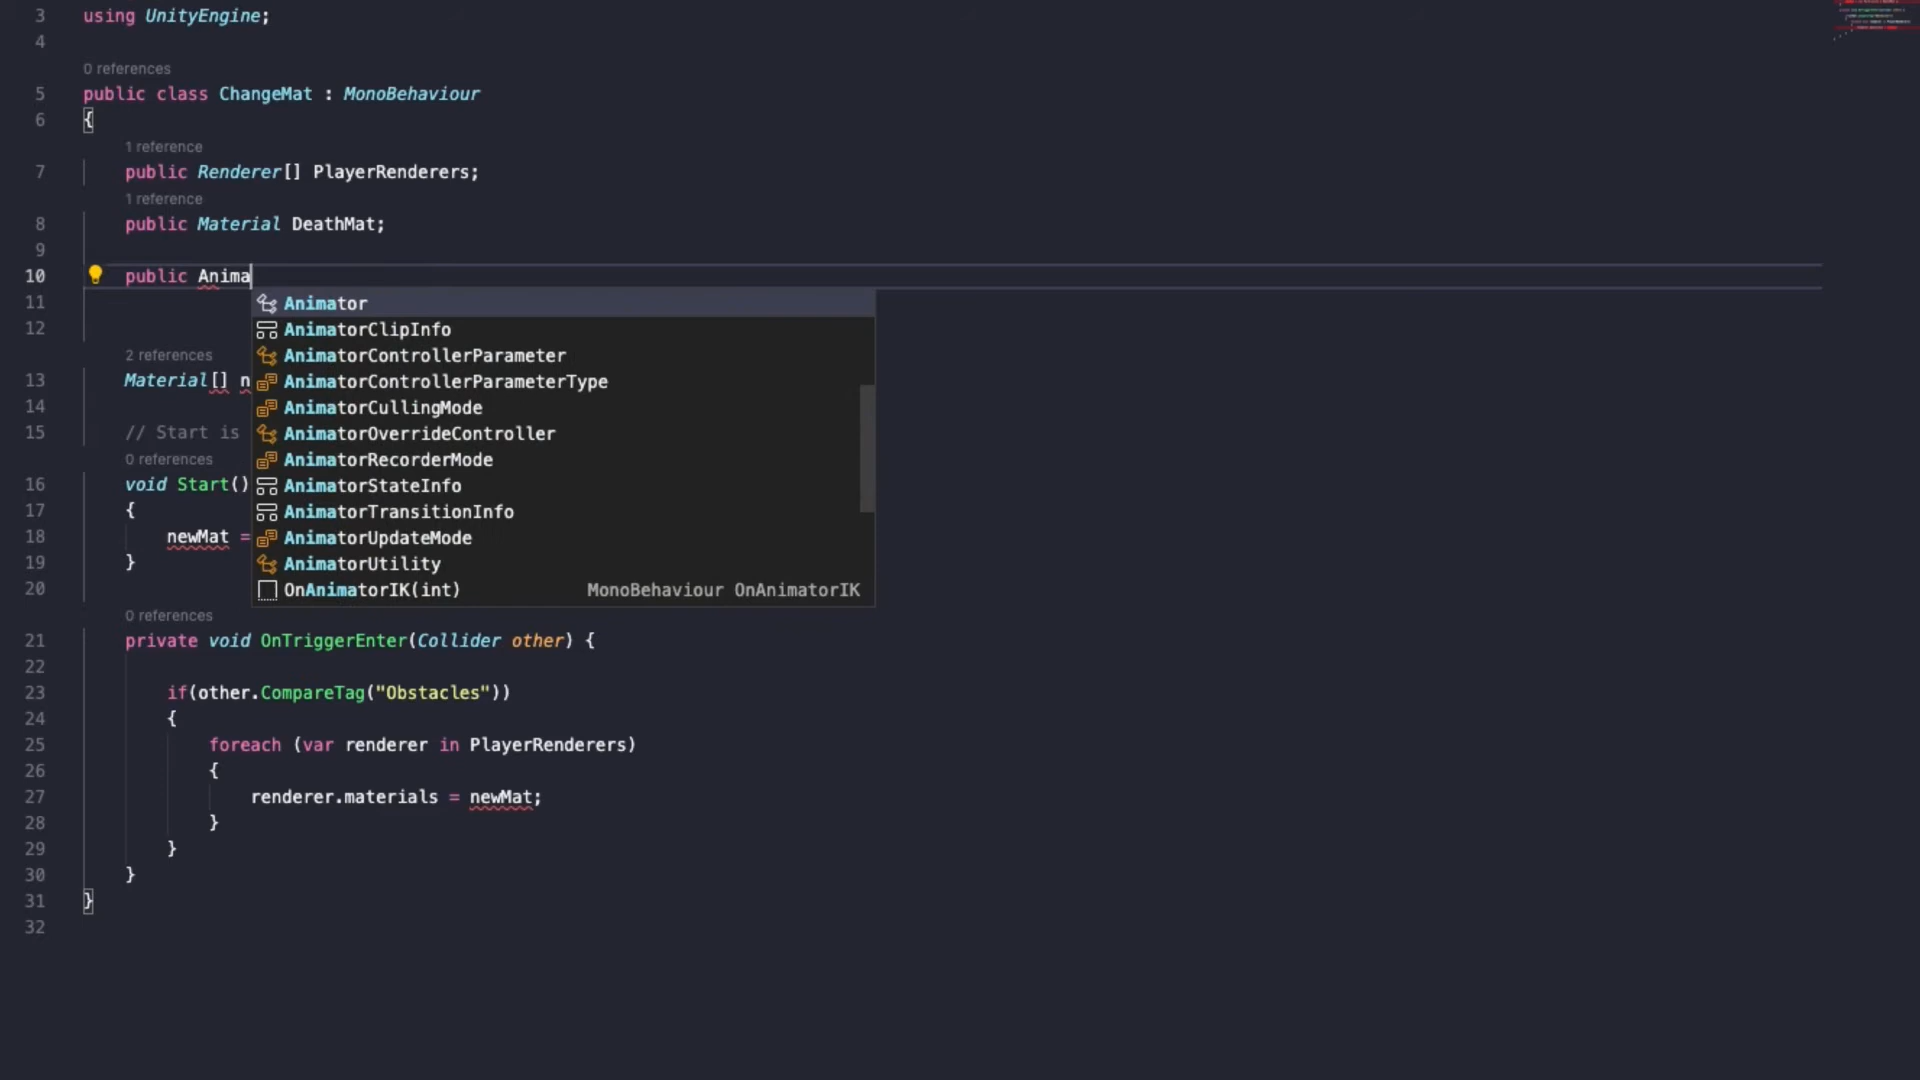 3 using UnityEngine;
4
0 references
5 public class ChangeMat : MonoBehaviour
6 {
1 reference
7 public Renderer[] PlayerRenderers;
1 reference
8 public Material DeathMat;
9
10 public Anima
11 Animator
AnimatorClipInfo
12
2 references
AnimatorControllerParameter
13 Material[] n
AnimatorControllerParameterType
14 AnimatorCullingMode
15 // Start is
AnimatorOverrideController
0 references
AnimatorRecorderMode
16 void Start()
AnimatorStateInfo
17 {
AnimatorTransitionInfo
18 newMat =
AnimatorUpdateMode
19 }
AnimatorUtility
20
OnAnimatorIK(int) MonoBehaviour OnAnimatorIK
0 references
21 private void OnTriggerEnter(Collider other) {
22
23 if(other.CompareTag("Obstacles"))
24 {
25 foreach (var renderer in PlayerRenderers)
26 {
27 renderer.materials = newMat;
28 }
29 }
30 }
31 }
32